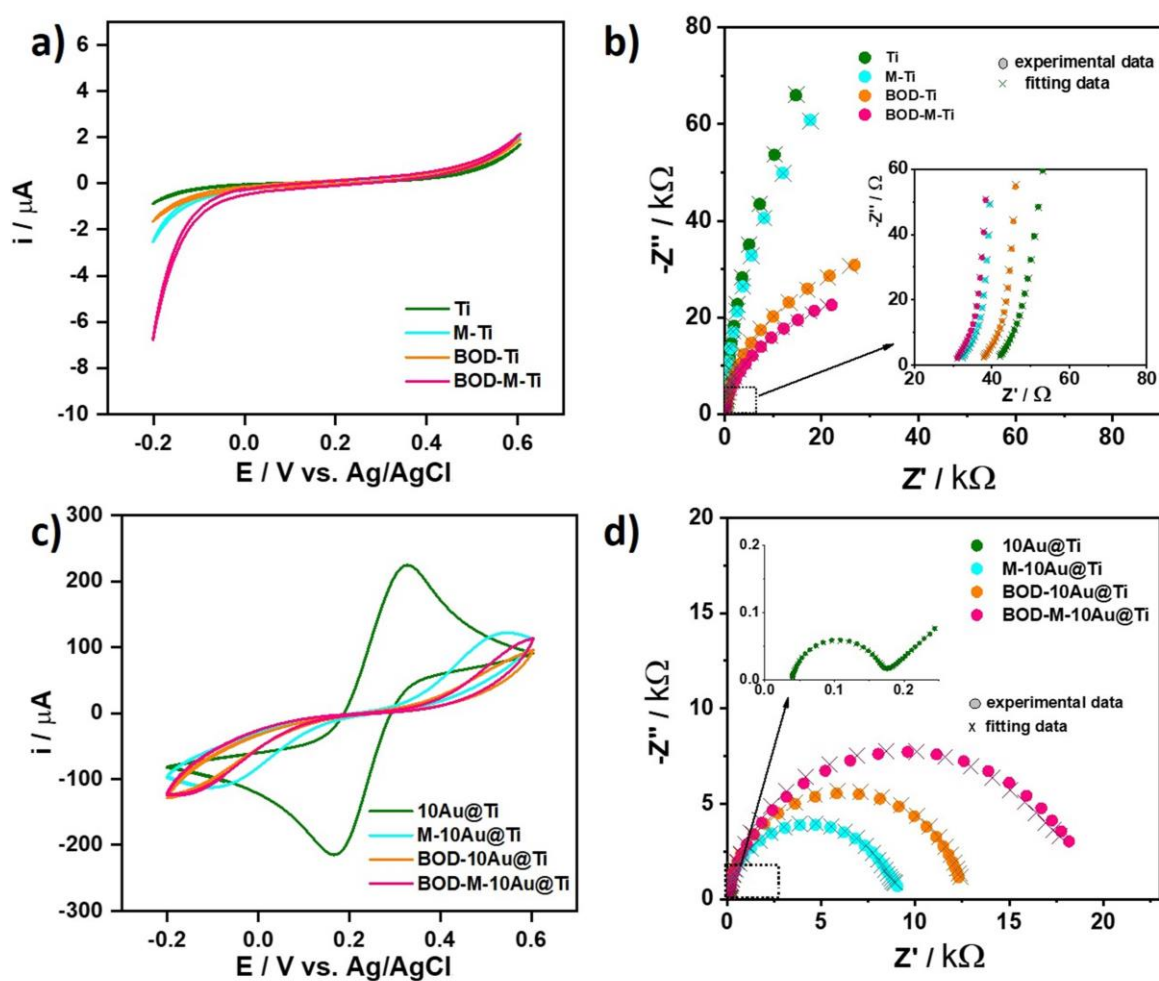 a)
6
4
2
0
-2
-4
-6
-8
-10
i / μA
Ti
M-Ti
BOD-Ti
BOD-M-Ti
-0.2 0.0 0.2 0.4 0.6
E / V vs. Ag/AgCl
b)
80
60
40
20
0
-Z'' / kΩ
Ti
M-Ti
BOD-Ti
BOD-M-Ti
experimental data
fitting data
60
40
20
0
-Z'' / Ω
20 40 60 80
Z' / Ω
0 20 40 60 80
Z' / kΩ
c)
300
200
100
0
-100
-200
-300
i / μA
10Au@Ti
M-10Au@Ti
BOD-10Au@Ti
BOD-M-10Au@Ti
-0.2 0.0 0.2 0.4 0.6
E / V vs. Ag/AgCl
d)
20
15
10
5
0
-Z'' / kΩ
0.2
0.1
0.0
0.0 0.1 0.2
10Au@Ti
M-10Au@Ti
BOD-10Au@Ti
BOD-M-10Au@Ti
experimental data
fitting data
0 5 10 15 20
Z' / kΩ